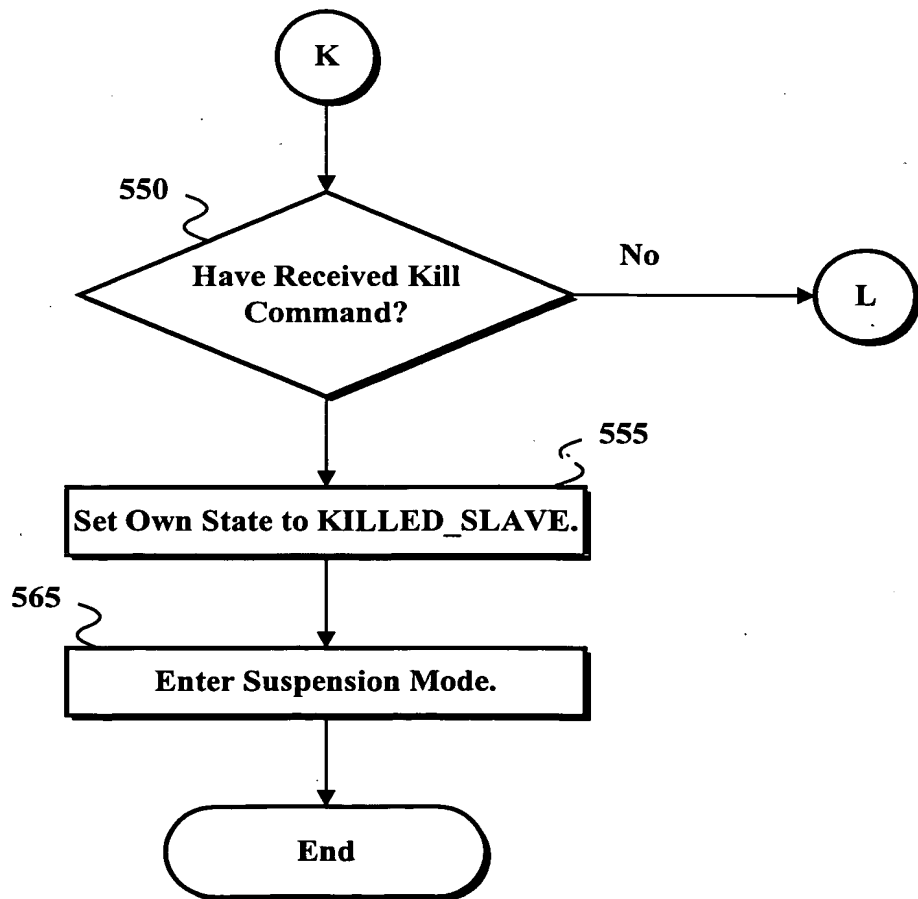 K
550
Have Received Kill
Command?
No
L
555
Set Own State to KILLED_SLAVE.
565
Enter Suspension Mode.
End